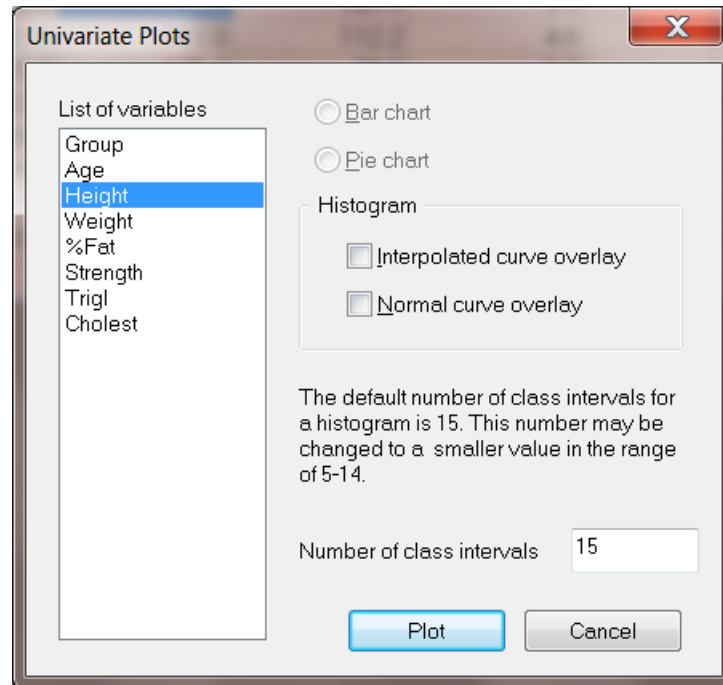 Univariate Plots
List of variables
Group
Age
Height
Weight
%Fat
Strength
Trigl
Cholest
Bar chart
Pie chart
Histogram
Interpolated curve overlay
Normal curve overlay
The default number of class intervals for
a histogram is 15. This number may be
changed to a smaller value in the range
of 5-14.
Number of class intervals
15
Plot
Cancel